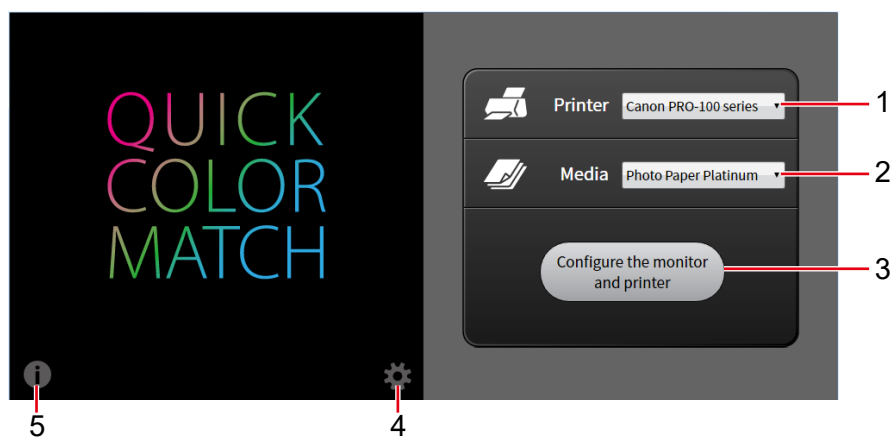 QUICK
COLOR
MATCH
Printer Canon PRO-100 series 1
Media Photo Paper Platinum 2
Configure the monitor
and printer
3
5
4